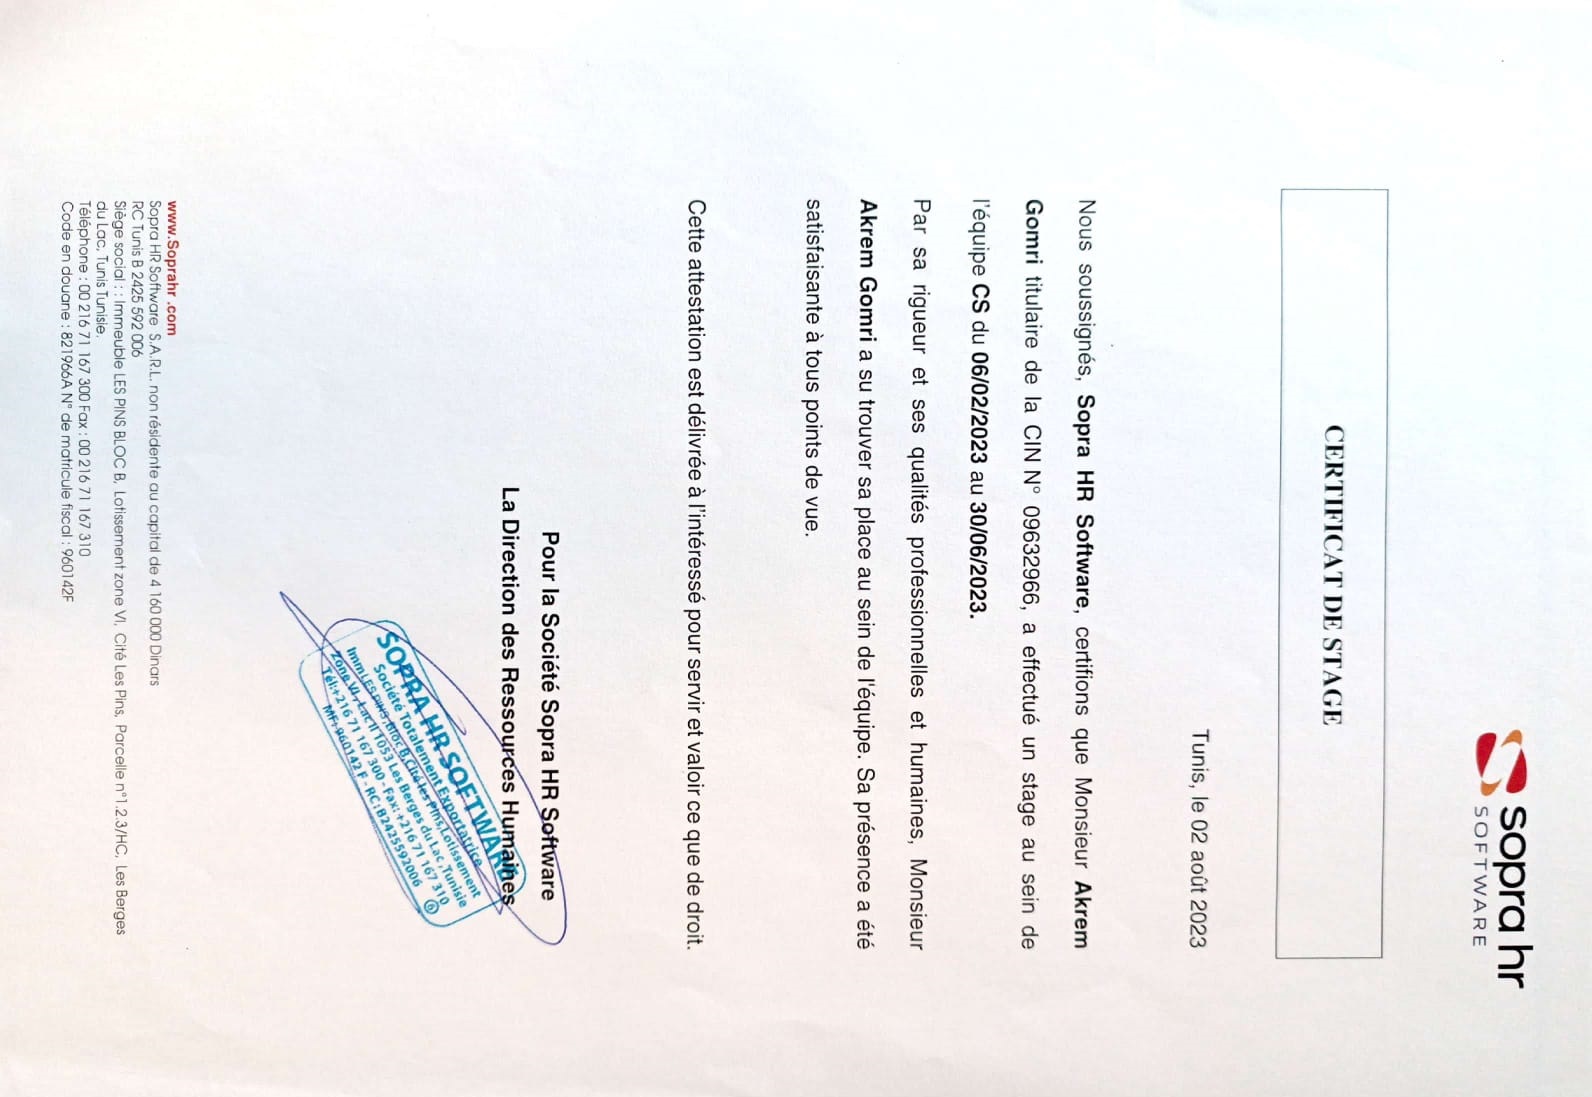 sopra hr
SOFTWARE
CERTIFICAT DE STAGE
Tunis, le 02 août 2023
Nous soussignés, Sopra HR Software, certifions que Monsieur Akrem
Gomri titulaire de la CIN N° 09632966, a effectué un stage au sein de
l'équipe CS du 06/02/2023 au 30/06/2023.
Par sa rigueur et ses qualités professionnelles et humaines, Monsieur
Akrem Gomri a su trouver sa place au sein de l'équipe. Sa présence a été
satisfaisante à tous points de vue.
Cette attestation est délivrée à l'intéressé pour servir et valoir ce que de droit.
Pour la Société Sopra HR Software
La Direction des Ressources Humaines
SOPRA HR SOFTWARE
Société Totalement Exportatrice
Imm LES PINS, Bloc B, Cité les Pins, Lotissement
Zone VI, Lac II 1053 Les Berges du Lac, Tunisie
Tél:+216 71 167 300 - Fax: +216 71 167 310
MF: 960142 F - RC: B2425592006 6
www.Soprahr .com
Sopra HR Software S.A.R.L. non résidente au capital de 4 160 000 Dinars
RC Tunis B 2425 592 006
Siège social : : Immeuble LES PINS BLOC B, Lotissement zone VI, Cité Les Pins, Parcelle n°1.2.3/HC, Les Berges
du Lac, Tunis Tunisie.
Téléphone : 00 216 71 167 300 Fax : 00 216 71 167 310
Code en douane : 821966A N° de matricule fiscal : 960142F